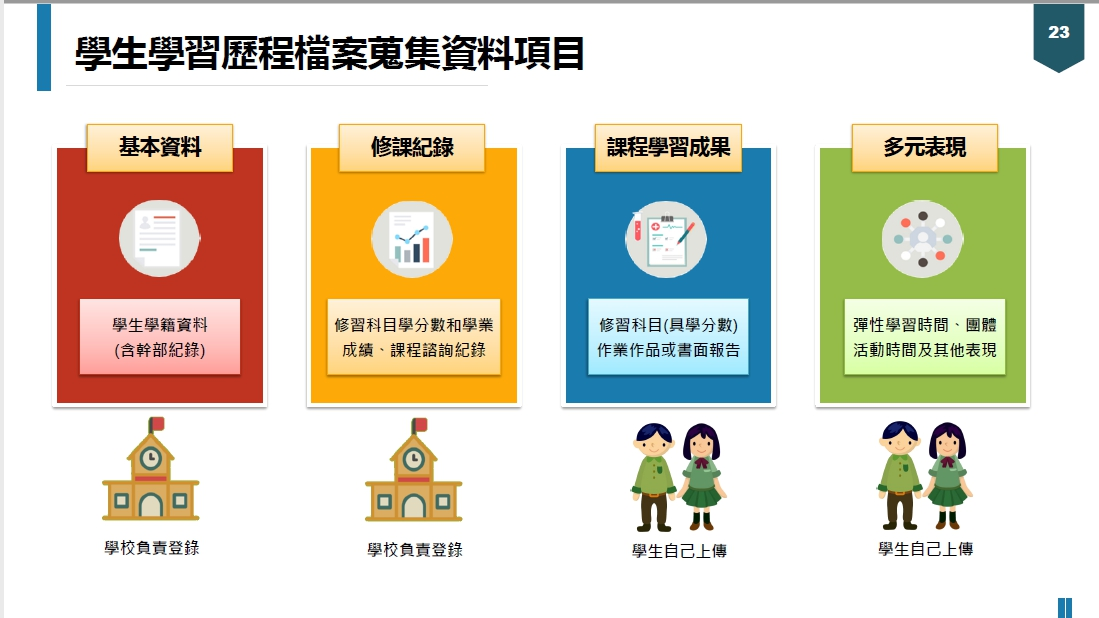 學生學習歷程檔案蒐集資料項目
23
基本資料
學生學籍資料
(含幹部紀錄)
學校負責登錄
修課紀錄
修習科目學分數和學業
成績、課程諮詢紀錄
學校負責登錄
課程學習成果
修習科目(具學分數)
作業作品或書面報告
學生自己上傳
多元表現
彈性學習時間、團體
活動時間及其他表現
學生自己上傳